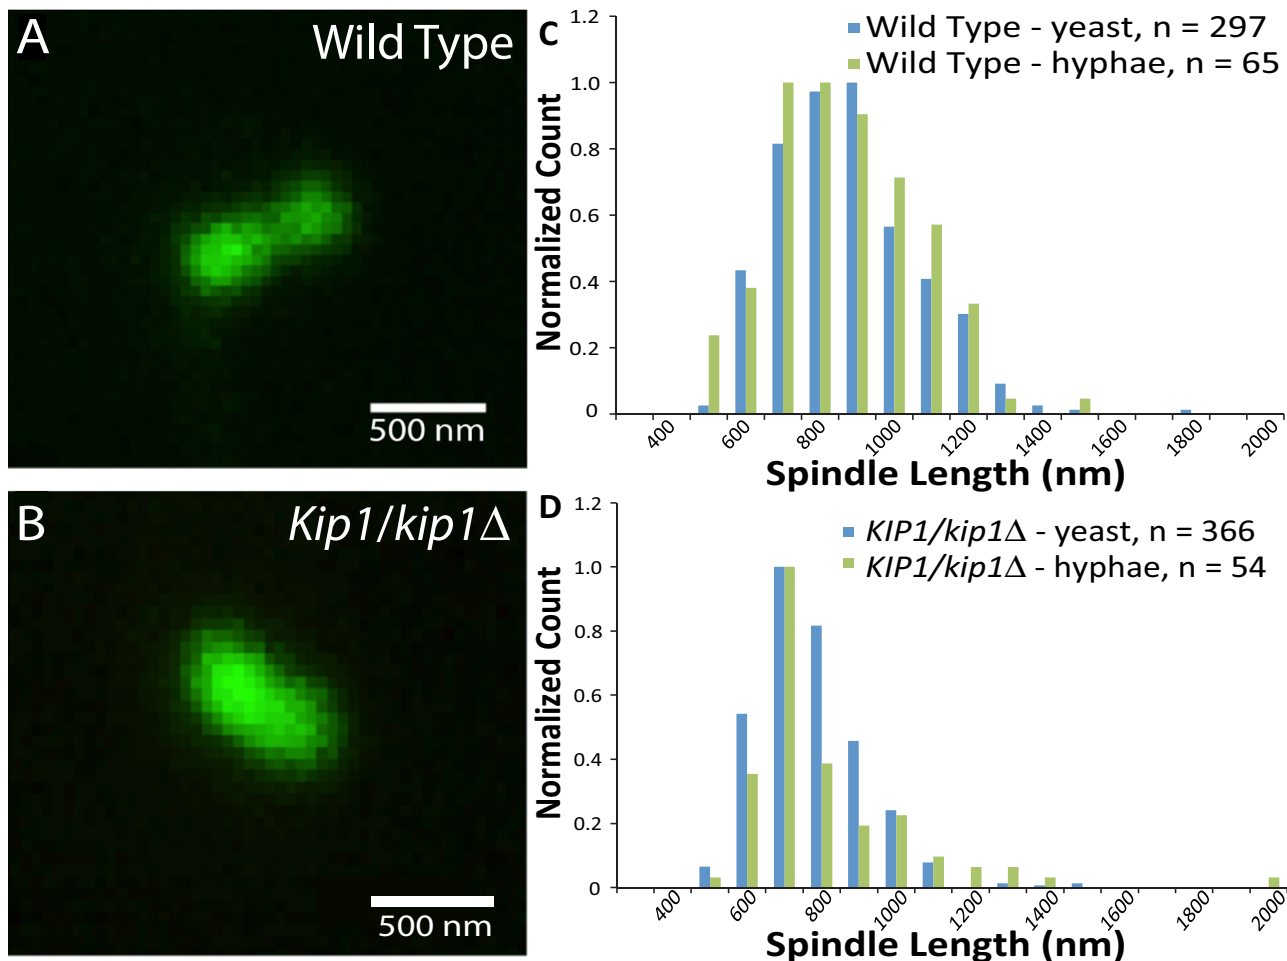 A
Wild Type
500 nm
B
Kip1/kip1Δ
500 nm
C
Wild Type - yeast, n = 297
Wild Type - hyphae, n = 65
Normalized Count
1.2
1.0
0.8
0.6
0.4
0.2
0
400 600 800 1000 1200 1400 1600 1800 2000
Spindle Length (nm)
D
KIP1/kip1Δ - yeast, n = 366
KIP1/kip1Δ - hyphae, n = 54
Normalized Count
1.2
1.0
0.8
0.6
0.4
0.2
0
400 600 800 1000 1200 1400 1600 1800 2000
Spindle Length (nm)